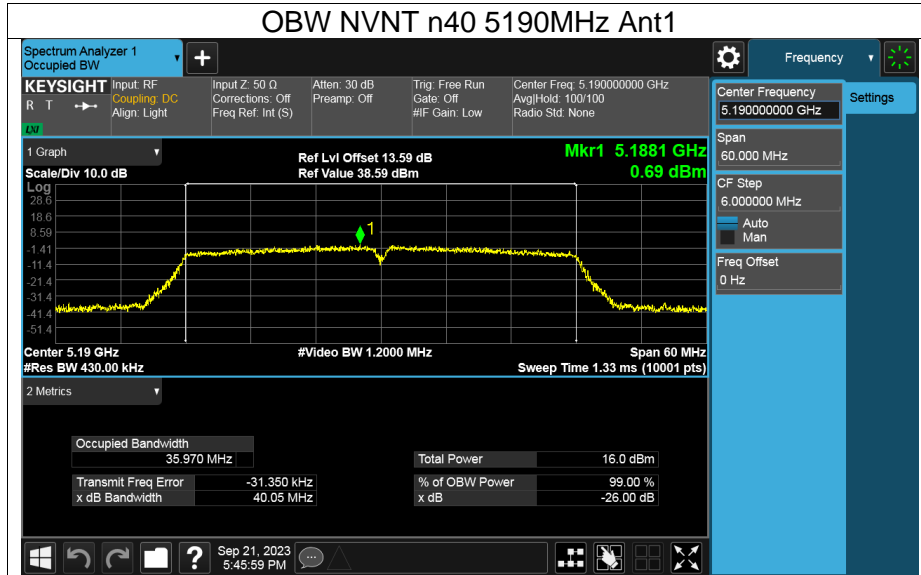 OBW NVNT n40 5190MHz Ant1
Spectrum Analyzer 1
Occupied BW
+
Frequency
KEYSIGHT
R T
LXI
Input: RF
Coupling: DC
Align: Light
Input Z: 50 Ω
Corrections: Off
Freq Ref: Int (S)
Atten: 30 dB
Preamp: Off
Trig: Free Run
Gate: Off
#IF Gain: Low
Center Freq: 5.190000000 GHz
Avg|Hold: 100/100
Radio Std: None
Center Frequency
5.190000000 GHz
Settings
Span
60.000 MHz
CF Step
6.000000 MHz
Auto
Man
Freq Offset
0 Hz
1 Graph
Scale/Div 10.0 dB
Ref Lvl Offset 13.59 dB
Ref Value 38.59 dBm
Mkr1 5.1881 GHz
0.69 dBm
Log
28.6
18.6
8.59
-1.41
-11.4
-21.4
-31.4
-41.4
-51.4
1
Center 5.19 GHz
#Res BW 430.00 kHz
#Video BW 1.2000 MHz
Span 60 MHz
Sweep Time 1.33 ms (10001 pts)
2 Metrics
Occupied Bandwidth
35.970 MHz
Transmit Freq Error -31.350 kHz
x dB Bandwidth 40.05 MHz
Total Power 16.0 dBm
% of OBW Power 99.00 %
x dB -26.00 dB
?
Sep 21, 2023
5:45:59 PM